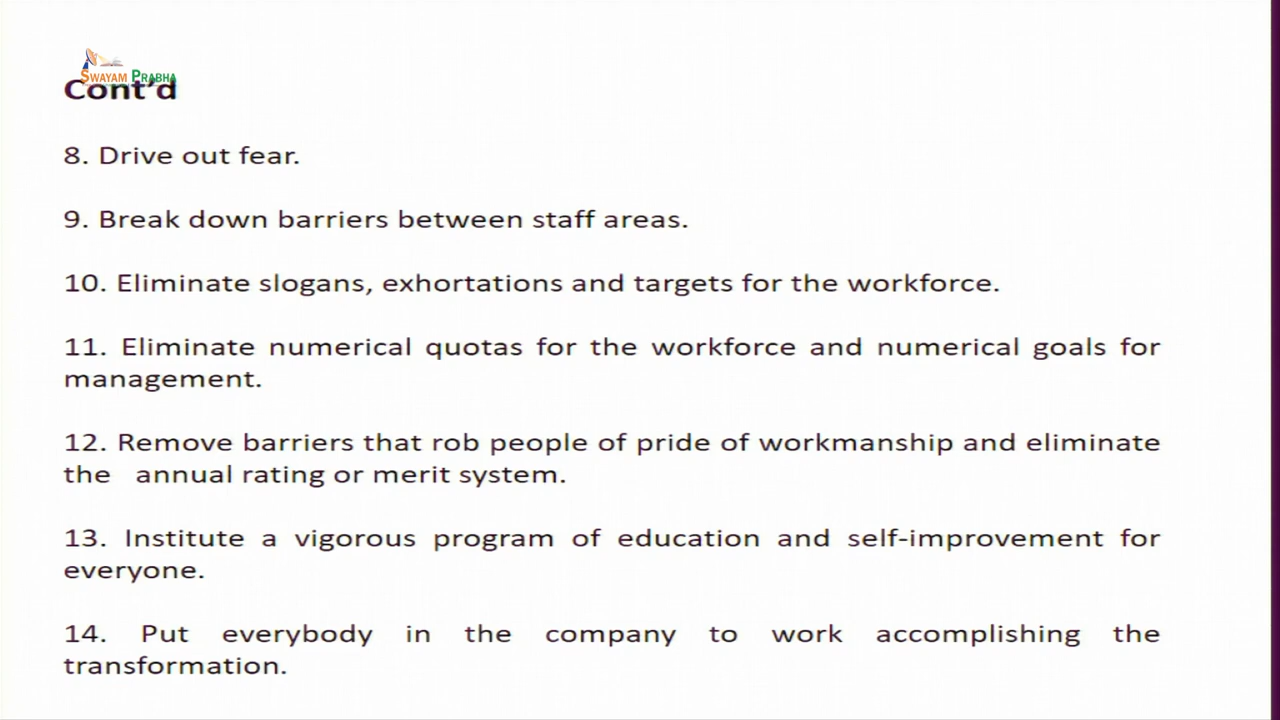 SWAYAM PRABHA
Cont'd
8. Drive out fear.
9. Break down barriers between staff areas.
10. Eliminate slogans, exhortations and targets for the workforce.
11. Eliminate numerical quotas for the workforce and numerical goals for
management.
12. Remove barriers that rob people of pride of workmanship and eliminate
the annual rating or merit system.
13. Institute a vigorous program of education and self-improvement for
everyone.
14. Put everybody in the company to work accomplishing the
transformation.